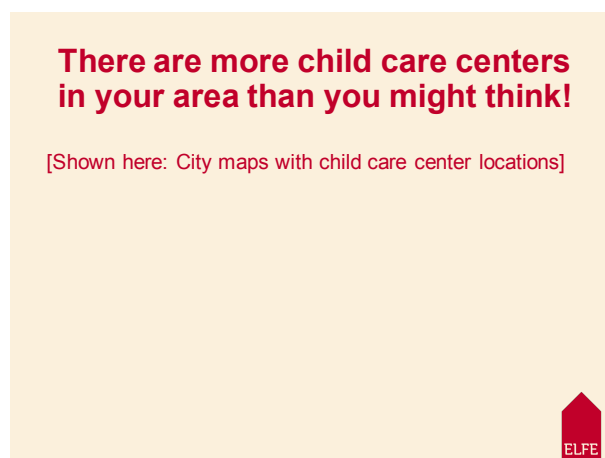 There are more child care centers
in your area than you might think!
[Shown here: City maps with child care center locations]
ELFE